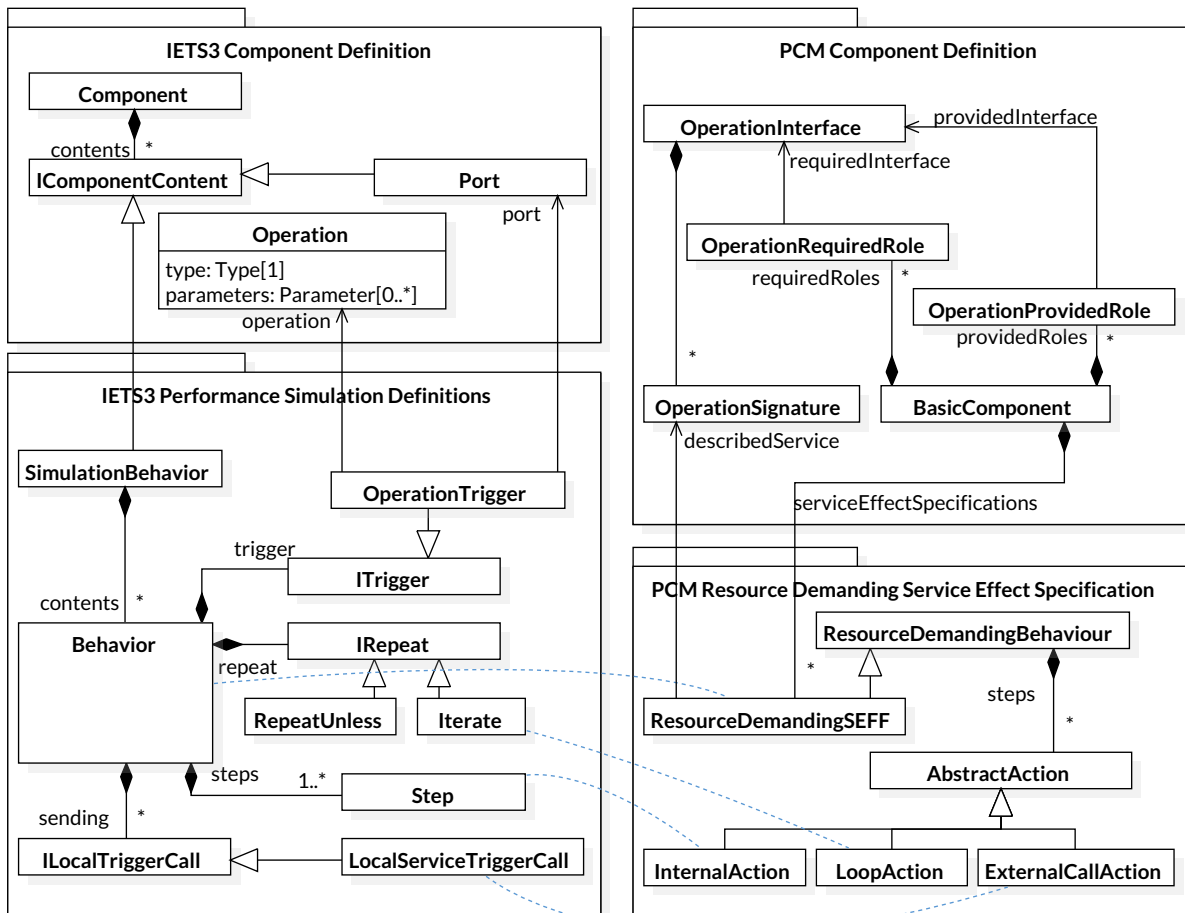 IETS3 Component Definition
Component
contents
*
IComponentContent
Port
port
Operation
type: Type[1]
parameters: Parameter[0..*]
operation
IETS3 Performance Simulation Definitions
SimulationBehavior
OperationTrigger
trigger
ITrigger
contents
*
Behavior
IRepeat
repeat
RepeatUnless
Iterate
steps
1..*
Step
sending
*
ILocalTriggerCall
LocalServiceTriggerCall
PCM Component Definition
OperationInterface
providedInterface
requiredInterface
OperationRequiredRole
requiredRoles
*
OperationProvidedRole
providedRoles
*
*
OperationSignature
BasicComponent
describedService
serviceEffectSpecifications
PCM Resource Demanding Service Effect Specification
ResourceDemandingBehaviour
*
steps
ResourceDemandingSEFF
*
AbstractAction
InternalAction
LoopAction
ExternalCallAction